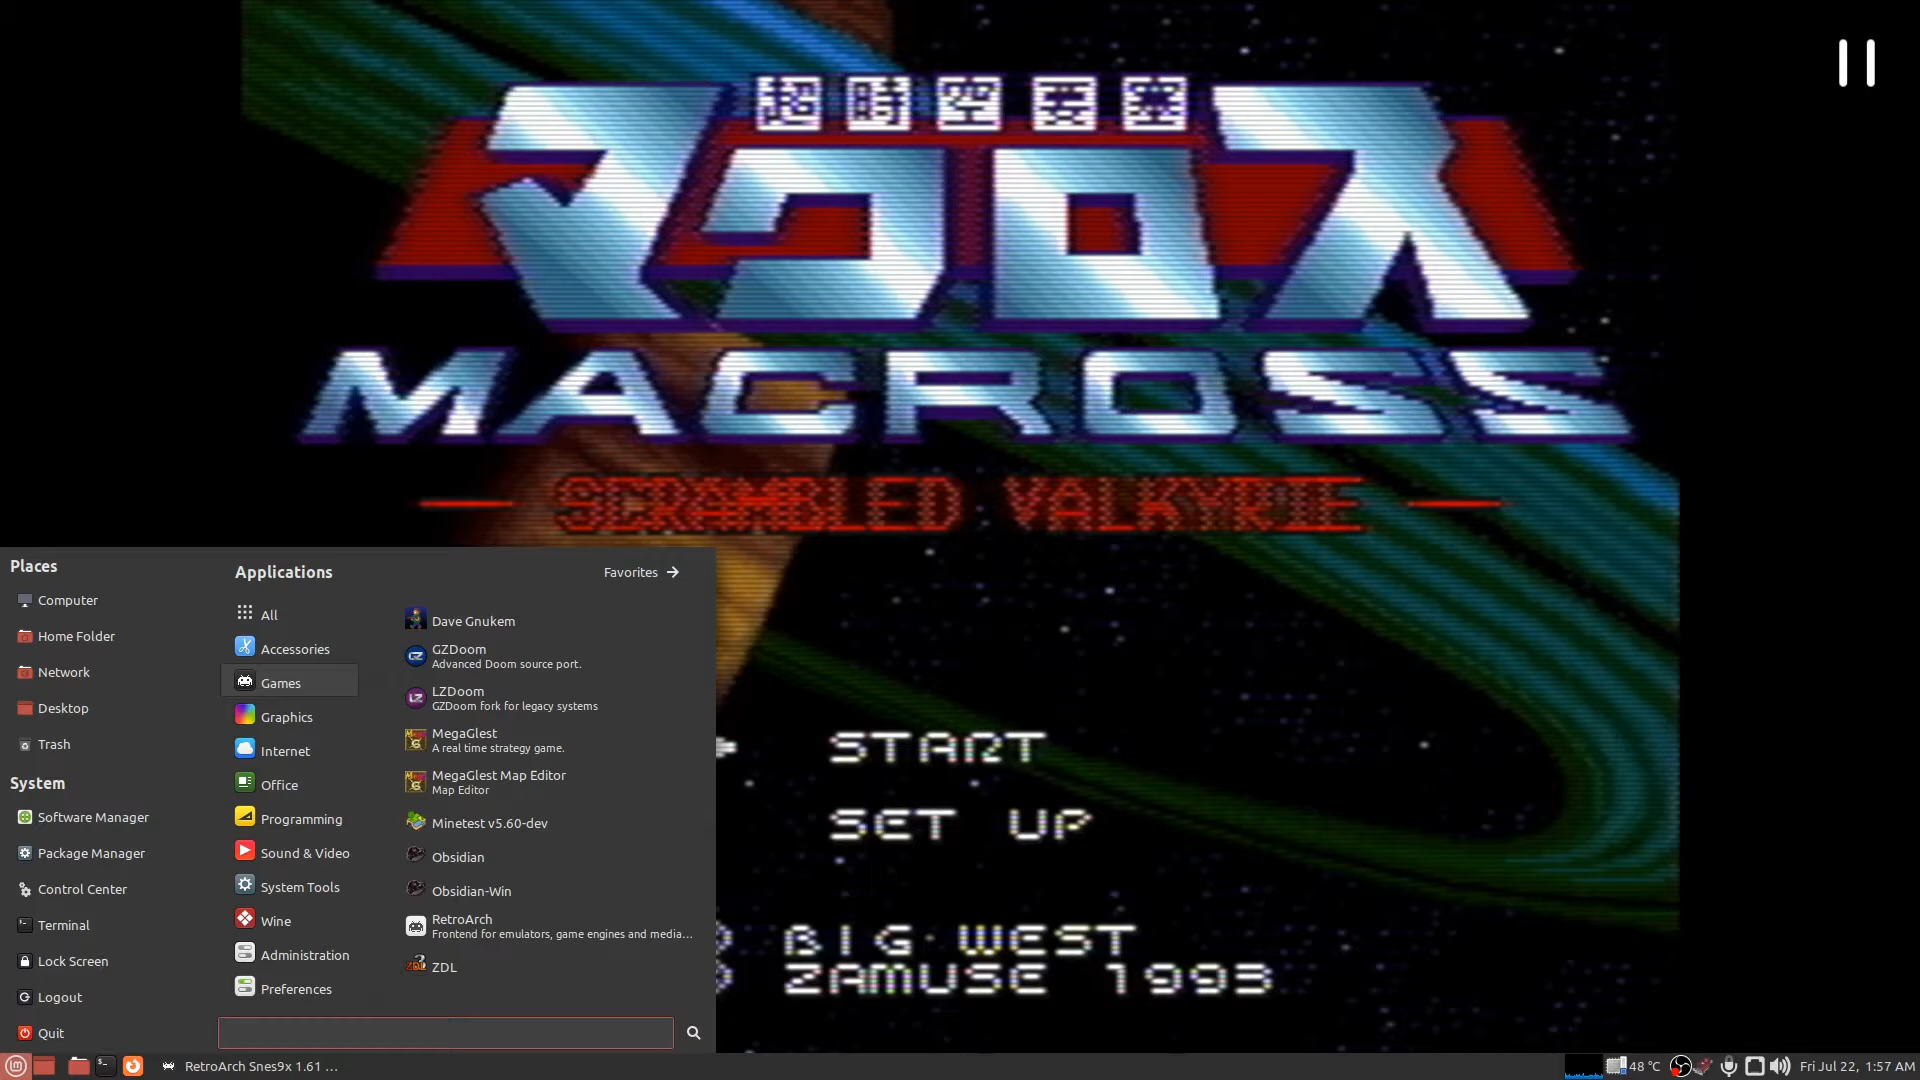 超時空要塞
マクロス
MACROSS
SCRAMBLED VALKYRIE
START
SET UP
BIG WEST
ZAMUSE 1993
Places
Computer
Home Folder
Network
Desktop
Trash
System
Software Manager
Package Manager
Control Center
Terminal
Lock Screen
Logout
Quit
Applications
Favorites
All
Accessories
Games
Graphics
Internet
Office
Programming
Sound & Video
System Tools
Wine
Administration
Preferences
Dave Gnukem
GZDoom
Advanced Doom source port.
LZDoom
GZDoom fork for legacy systems
MegaGlest
A real time strategy game.
MegaGlest Map Editor
Map Editor
Minetest v5.60-dev
Obsidian
Obsidian-Win
RetroArch
Frontend for emulators, game engines and media...
ZDL
RetroArch Snes9x 1.61 ...
48 °C
Fri Jul 22, 1:57 AM